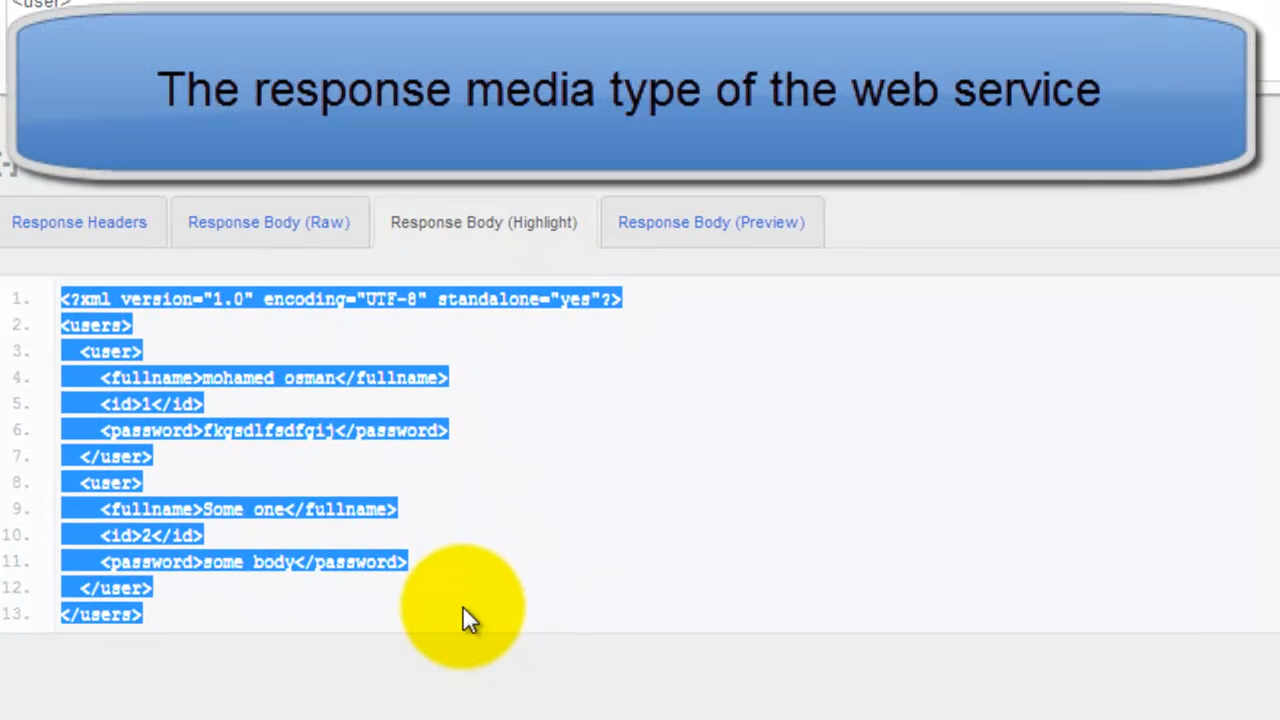 <user>
The response media type of the web service
Response Headers Response Body (Raw) Response Body (Highlight) Response Body (Preview)
1. <?xml version="1.0" encoding="UTF-8" standalone="yes"?>
2. <users>
3. <user>
4. <fullname>mohamed osman</fullname>
5. <id>1</id>
6. <password>fkgsdlfsdfgij</password>
7. </user>
8. <user>
9. <fullname>Some one</fullname>
10. <id>2</id>
11. <password>some body</password>
12. </user>
13. </users>